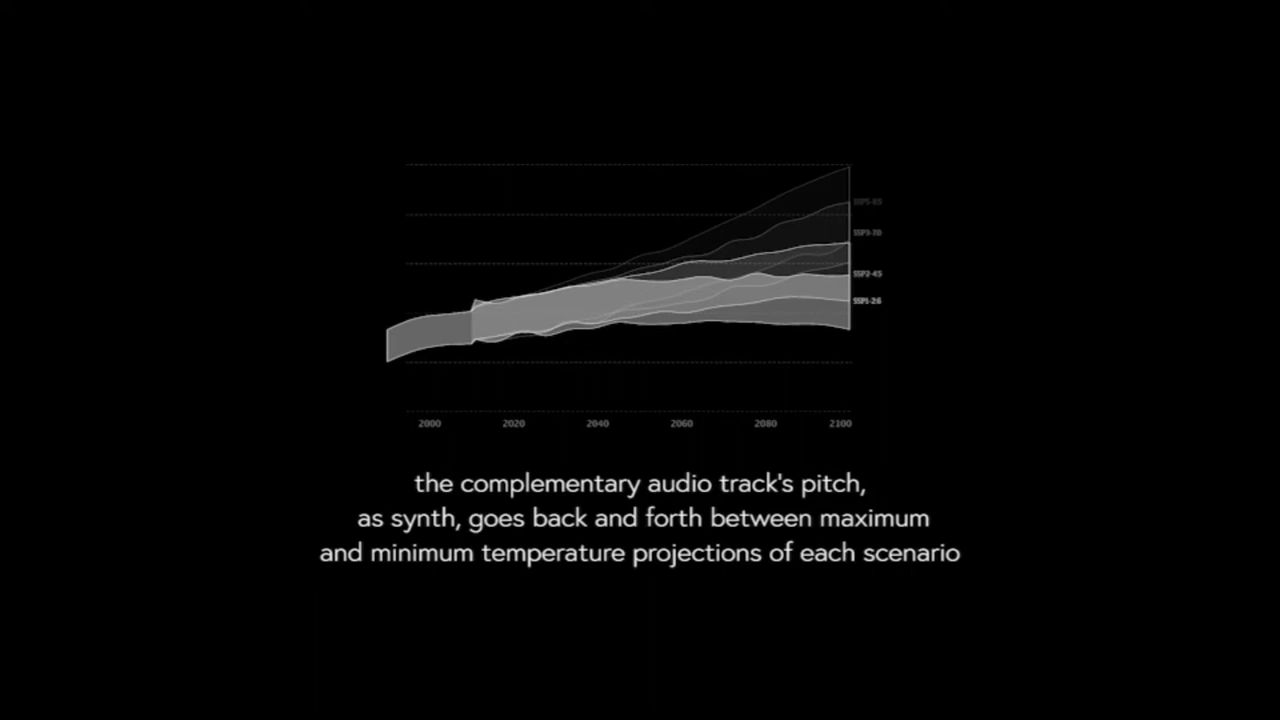 SSP5-85
SSP3-70
SSP2-45
SSP1-26
2000 2020 2040 2060 2080 2100
the complementary audio track's pitch,
as synth, goes back and forth between maximum
and minimum temperature projections of each scenario